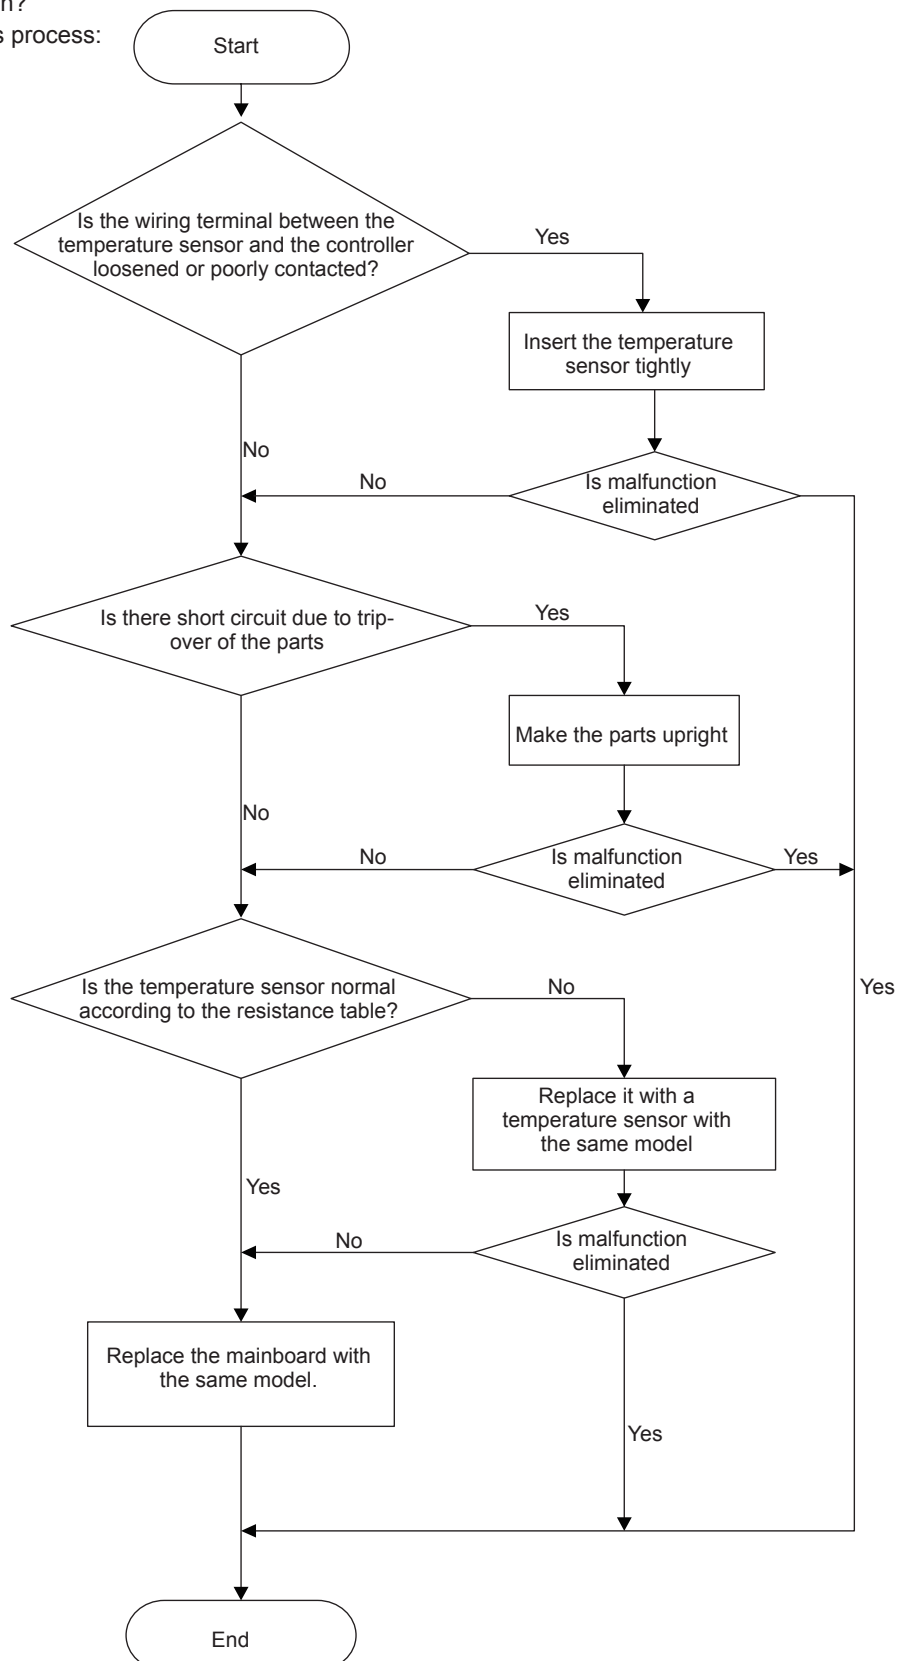 s process:
Start
Is the wiring terminal between the
temperature sensor and the controller
loosened or poorly contacted?
Yes
Insert the temperature
sensor tightly
No
No
Is malfunction
eliminated
Is there short circuit due to trip-
over of the parts
Yes
Make the parts upright
No
No
Is malfunction
eliminated
Yes
Is the temperature sensor normal
according to the resistance table?
No
Yes
Replace it with a
temperature sensor with
the same model
Yes
No
Is malfunction
eliminated
Replace the mainboard with
the same model.
Yes
End